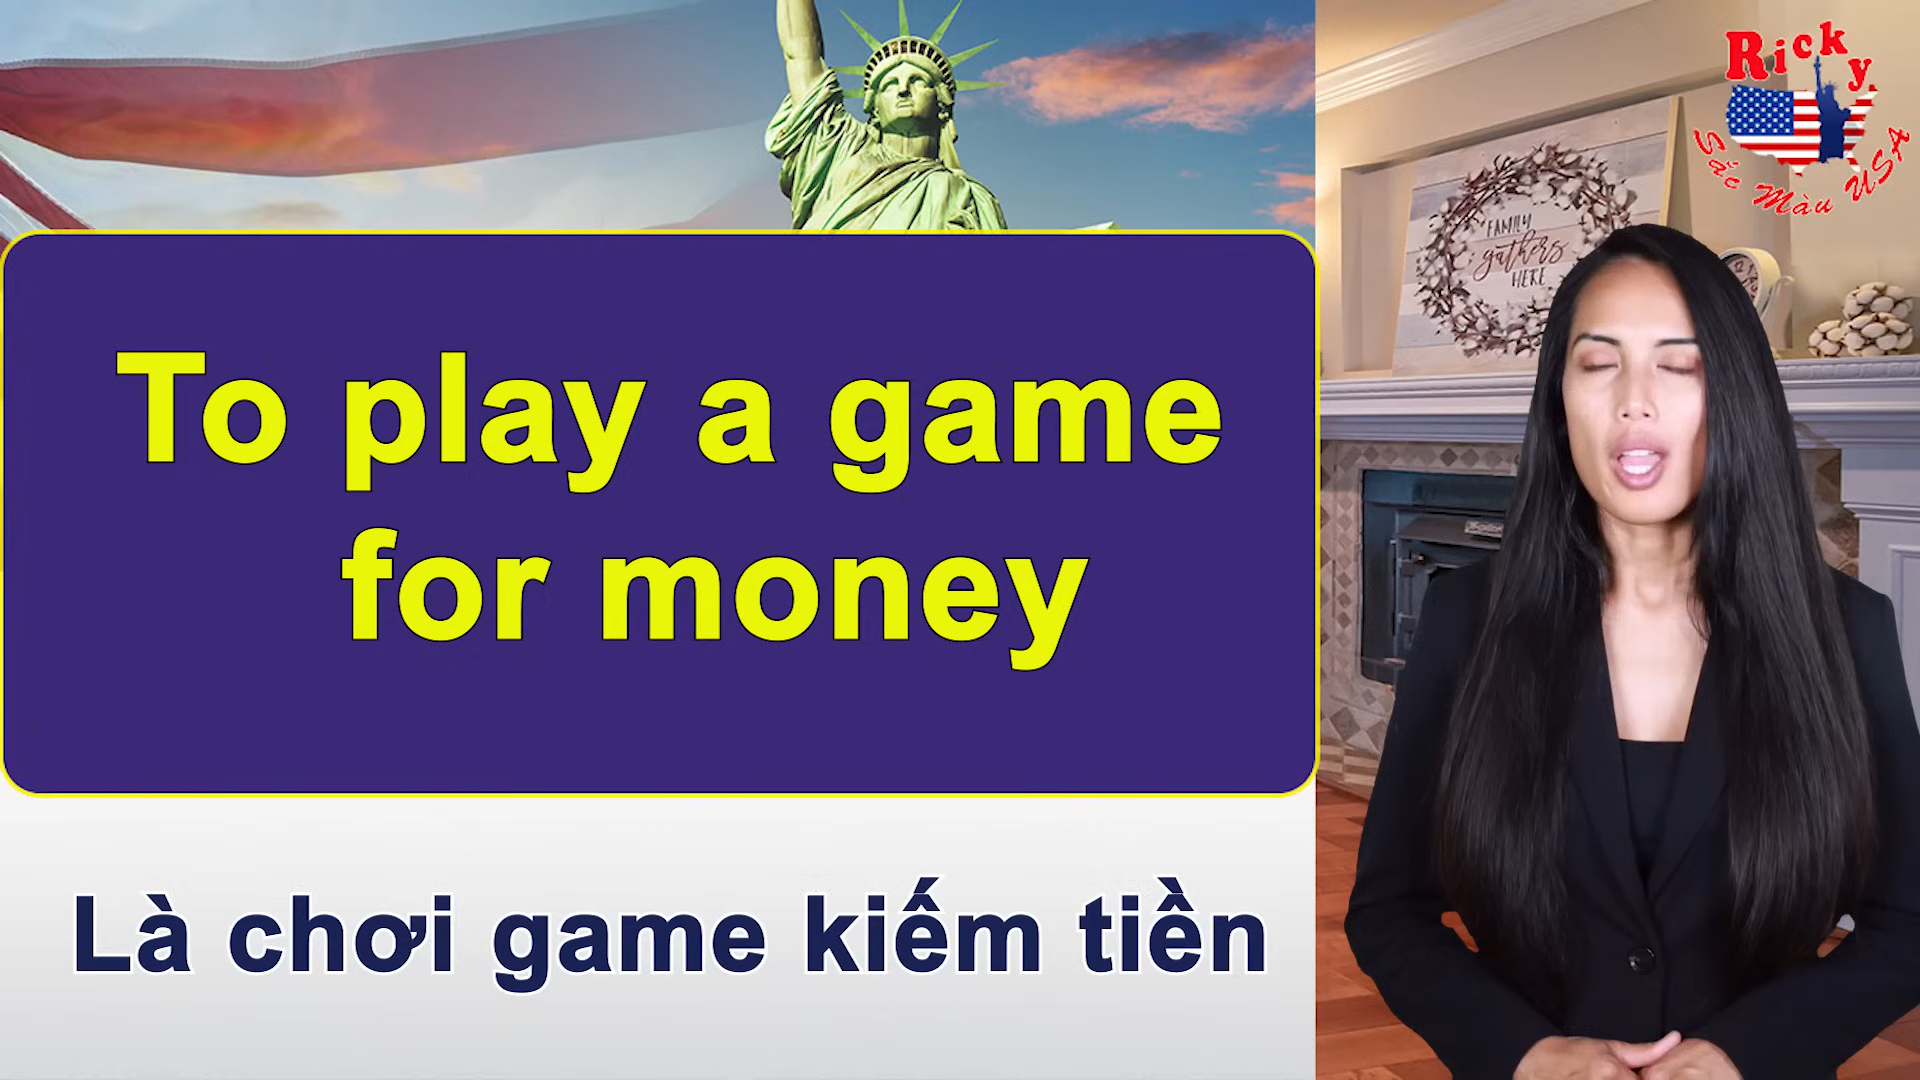 To play a game
for money
Là chơi game kiếm tiền
Ricky
Sắc Màu USA
FAMILY
gathers
HERE